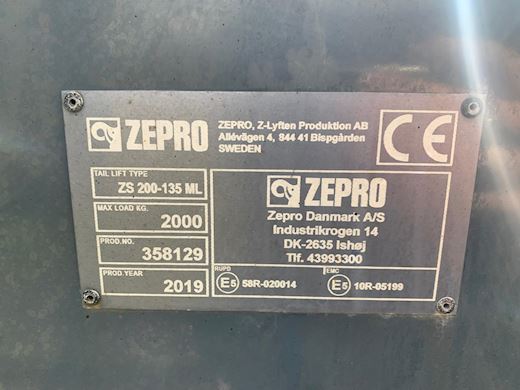 ZEPRO
ZEPRO, Z-Lyften Produktion AB
Allévägen 4, 844 41 Bispgården
SWEDEN
CE
TAIL LIFT TYPE
ZS 200-135 ML
MAX LOAD KG.
2000
PROD.NO.
358129
PROD.YEAR
2019
ZEPRO
Zepro Danmark A/S
Industrikrogen 14
DK-2635 Ishøj
Tlf. 43993300
RUPD
E5 58R-020014
EMC
E5 10R-05199